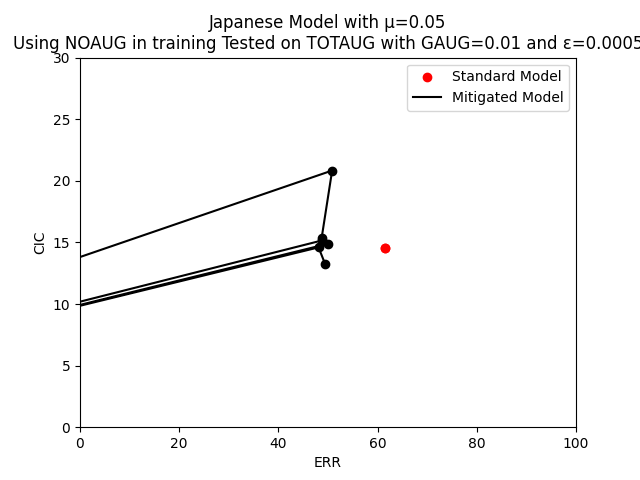 Japanese Model with μ=0.05
Using NOAUG in training Tested on TOTAUG with GAUG=0.01 and ε=0.0005
30
25
20
15
10
5
0
CIC
Standard Model
Mitigated Model
0 20 40 60 80 100
ERR